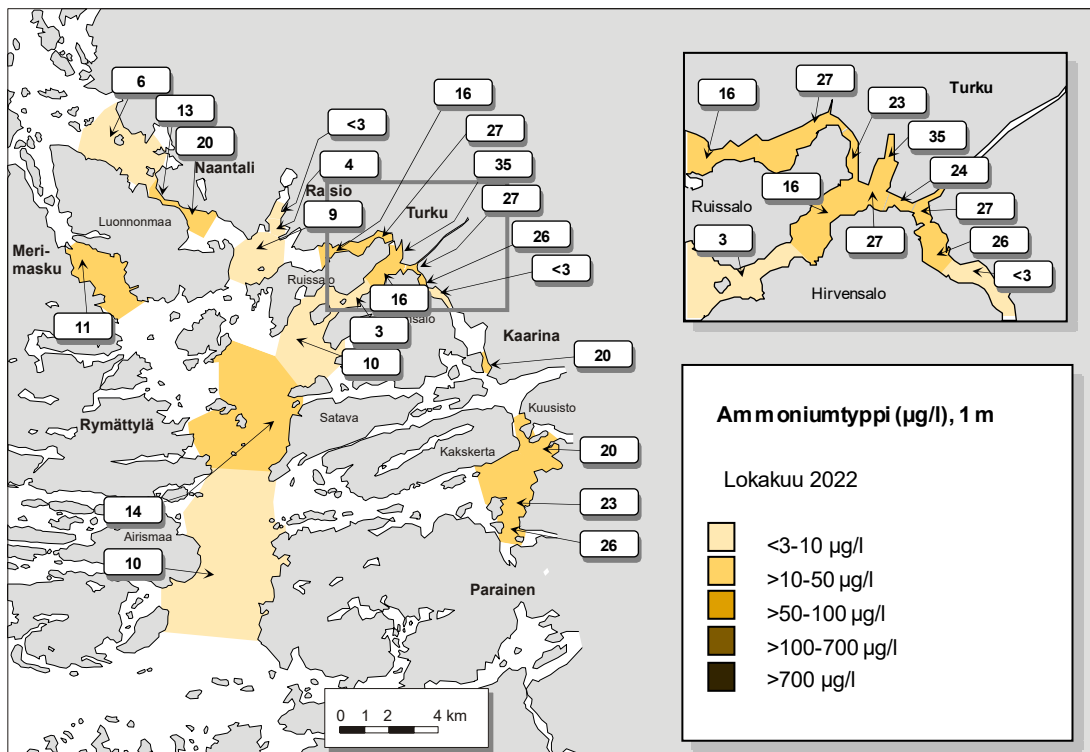 6
13
20
Naantali
<3
4
9
Raisio
16
27
35
27
Turku
26
<3
Luonnonmaa
Meri-
masku
11
Ruissalo
16
3
10
Kaarina
20
Satava
Kuusisto
Kakskerta
20
23
26
Rymättylä
14
Airismaa
10
Parainen
0 1 2 4 km
27
16
23
Turku
35
24
16
Ruissalo
27
3
27
26
<3
Hirvensalo
Ammoniumtyppi (µg/l), 1 m
Lokakuu 2022
<3-10 µg/l
>10-50 µg/l
>50-100 µg/l
>100-700 µg/l
>700 µg/l